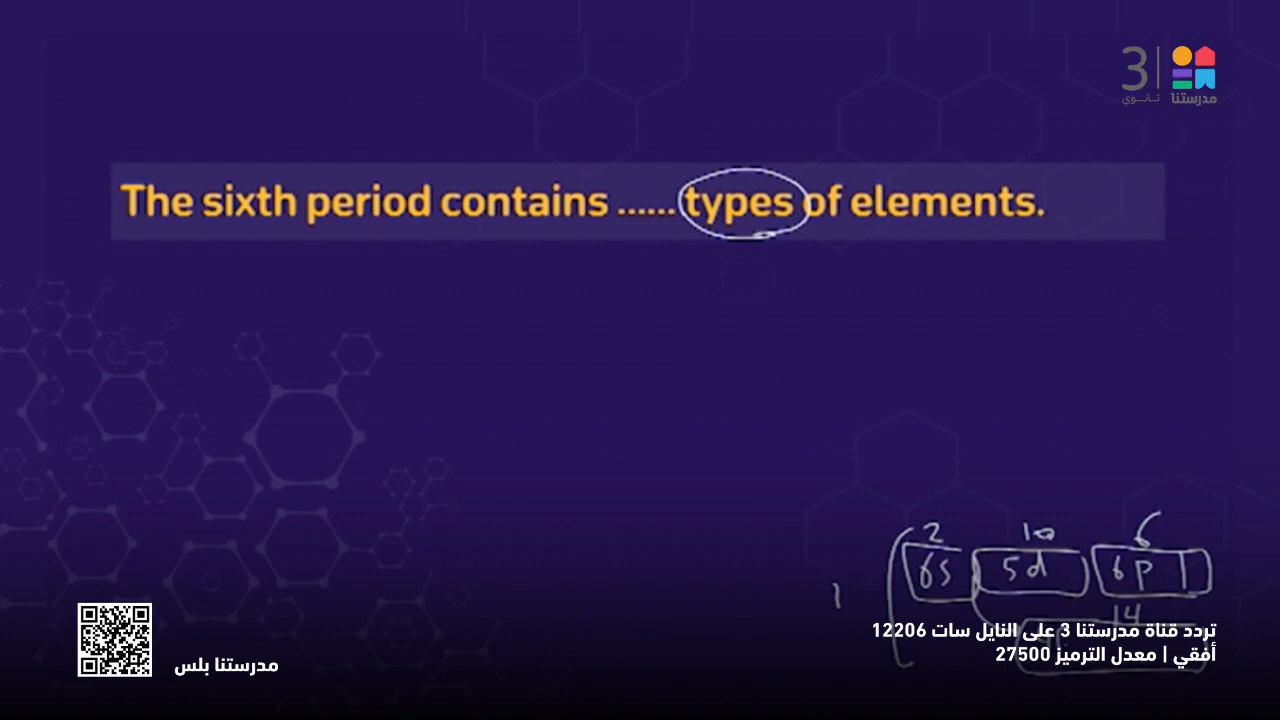 3
ثانوي
مدرستنا
The sixth period contains ...... types of elements.
2 10 6
6s 5d 6p
14
تردد قناة مدرستنا 3 على النايل سات 12206
أفقي | معدل الترميز 27500
مدرستنا بلس